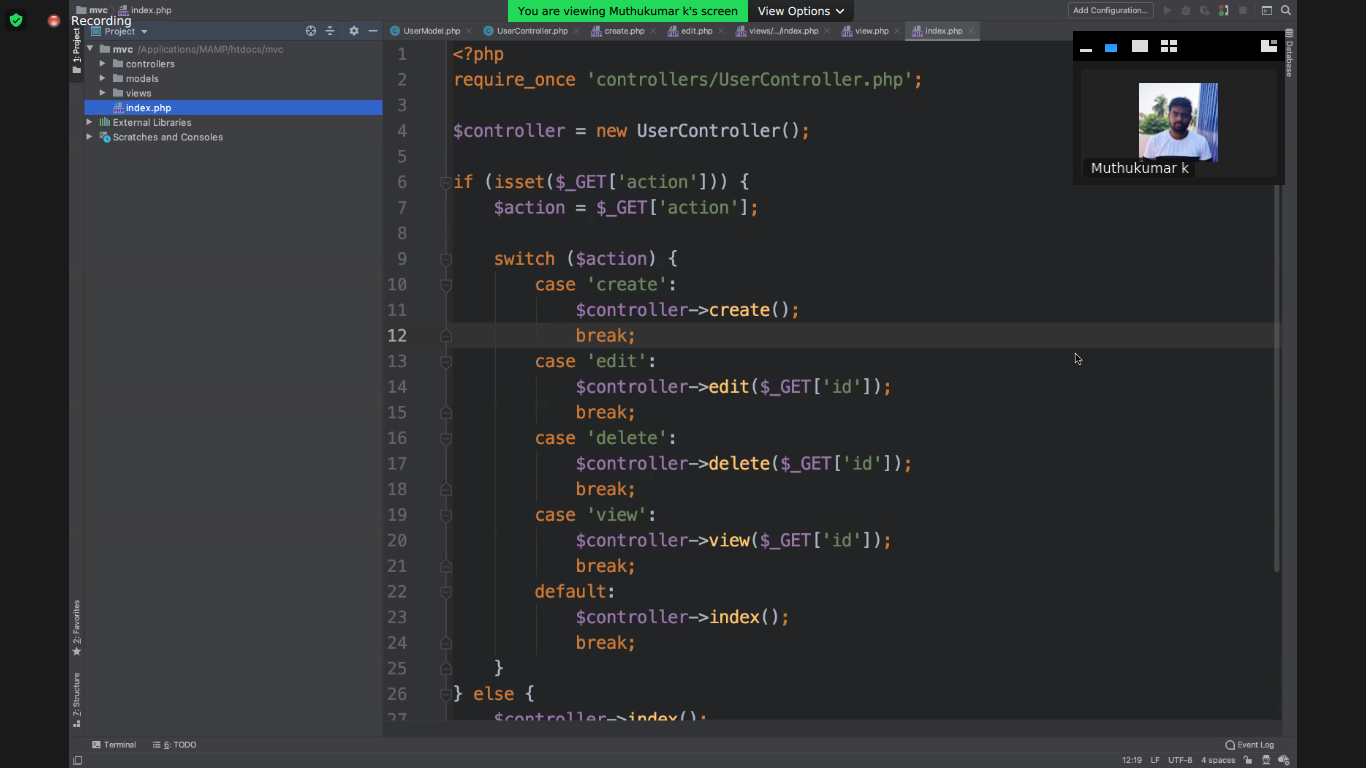 You are viewing Muthukumar k's screen
View Options
Recording
mvc
index.php
Add Configuration...
Project
UserModel.php
UserController.php
create.php
edit.php
views/.../index.php
view.php
index.php
1: Project
mvc /Applications/MAMP/htdocs/mvc
controllers
models
views
index.php
External Libraries
Scratches and Consoles
Database
Muthukumar k
1 <?php
2 require_once 'controllers/UserController.php';
3
4 $controller = new UserController();
5
6 if (isset($_GET['action'])) {
7 $action = $_GET['action'];
8
9 switch ($action) {
10 case 'create':
11 $controller->create();
12 break;
13 case 'edit':
14 $controller->edit($_GET['id']);
15 break;
16 case 'delete':
17 $controller->delete($_GET['id']);
18 break;
19 case 'view':
20 $controller->view($_GET['id']);
21 break;
22 default:
23 $controller->index();
24 break;
25 }
26 } else {
27 $controller->index();
2: Favorites
7: Structure
Terminal
6: TODO
Event Log
12:19 LF UTF-8 4 spaces